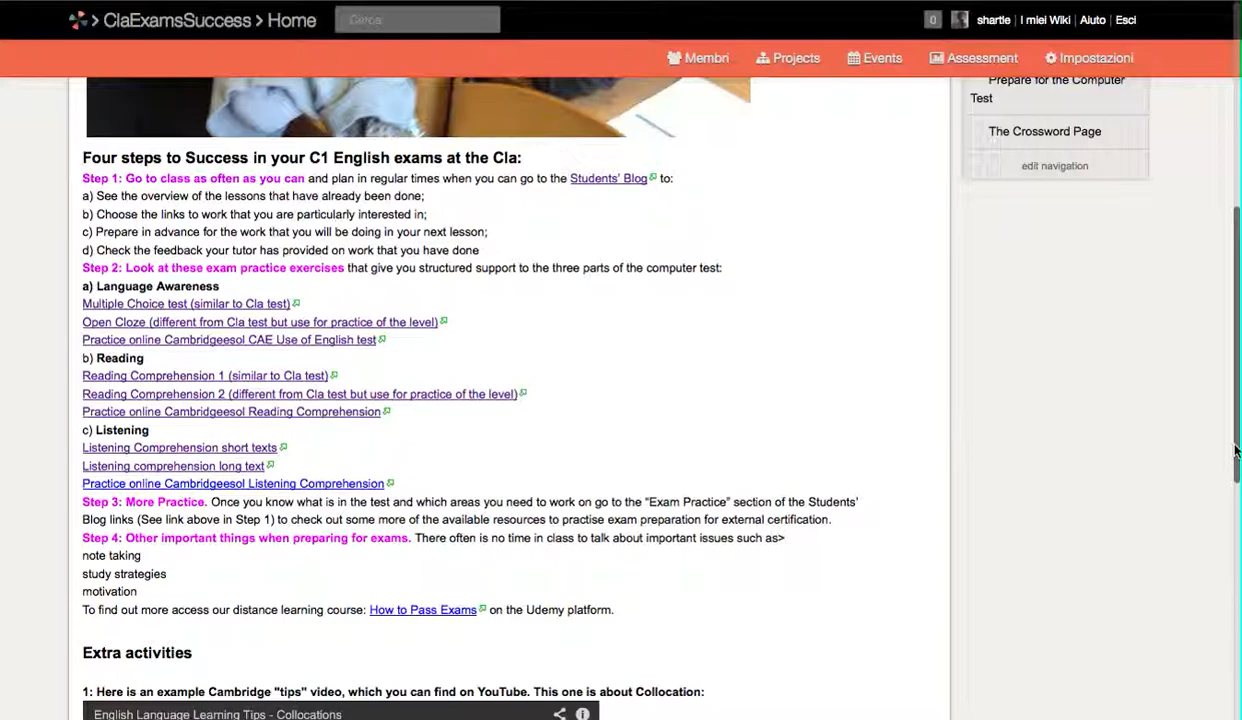 ClaExamsSuccess Home Cerca 0 shartle | I miei Wiki | Aiuto | Esci
Membri Projects Events Assessment Impostazioni
Prepare for the Computer
Test
The Crossword Page
edit navigation
Four steps to Success in your C1 English exams at the Cla:
Step 1: Go to class as often as you can and plan in regular times when you can go to the Students' Blog to:
a) See the overview of the lessons that have already been done;
b) Choose the links to work that you are particularly interested in;
c) Prepare in advance for the work that you will be doing in your next lesson;
d) Check the feedback your tutor has provided on work that you have done
Step 2: Look at these exam practice exercises that give you structured support to the three parts of the computer test:
a) Language Awareness
Multiple Choice test (similar to Cla test)
Open Cloze (different from Cla test but use for practice of the level)
Practice online Cambridgeesol CAE Use of English test
b) Reading
Reading Comprehension 1 (similar to Cla test)
Reading Comprehension 2 (different from Cla test but use for practice of the level)
Practice online Cambridgeesol Reading Comprehension
c) Listening
Listening Comprehension short texts
Listening comprehension long text
Practice online Cambridgeesol Listening Comprehension
Step 3: More Practice. Once you know what is in the test and which areas you need to work on go to the "Exam Practice" section of the Students'
Blog links (See link above in Step 1) to check out some more of the available resources to practise exam preparation for external certification.
Step 4: Other important things when preparing for exams. There often is no time in class to talk about important issues such as>
note taking
study strategies
motivation
To find out more access our distance learning course: How to Pass Exams on the Udemy platform.
Extra activities
1: Here is an example Cambridge "tips" video, which you can find on YouTube. This one is about Collocation:
English Language Learning Tips - Collocations